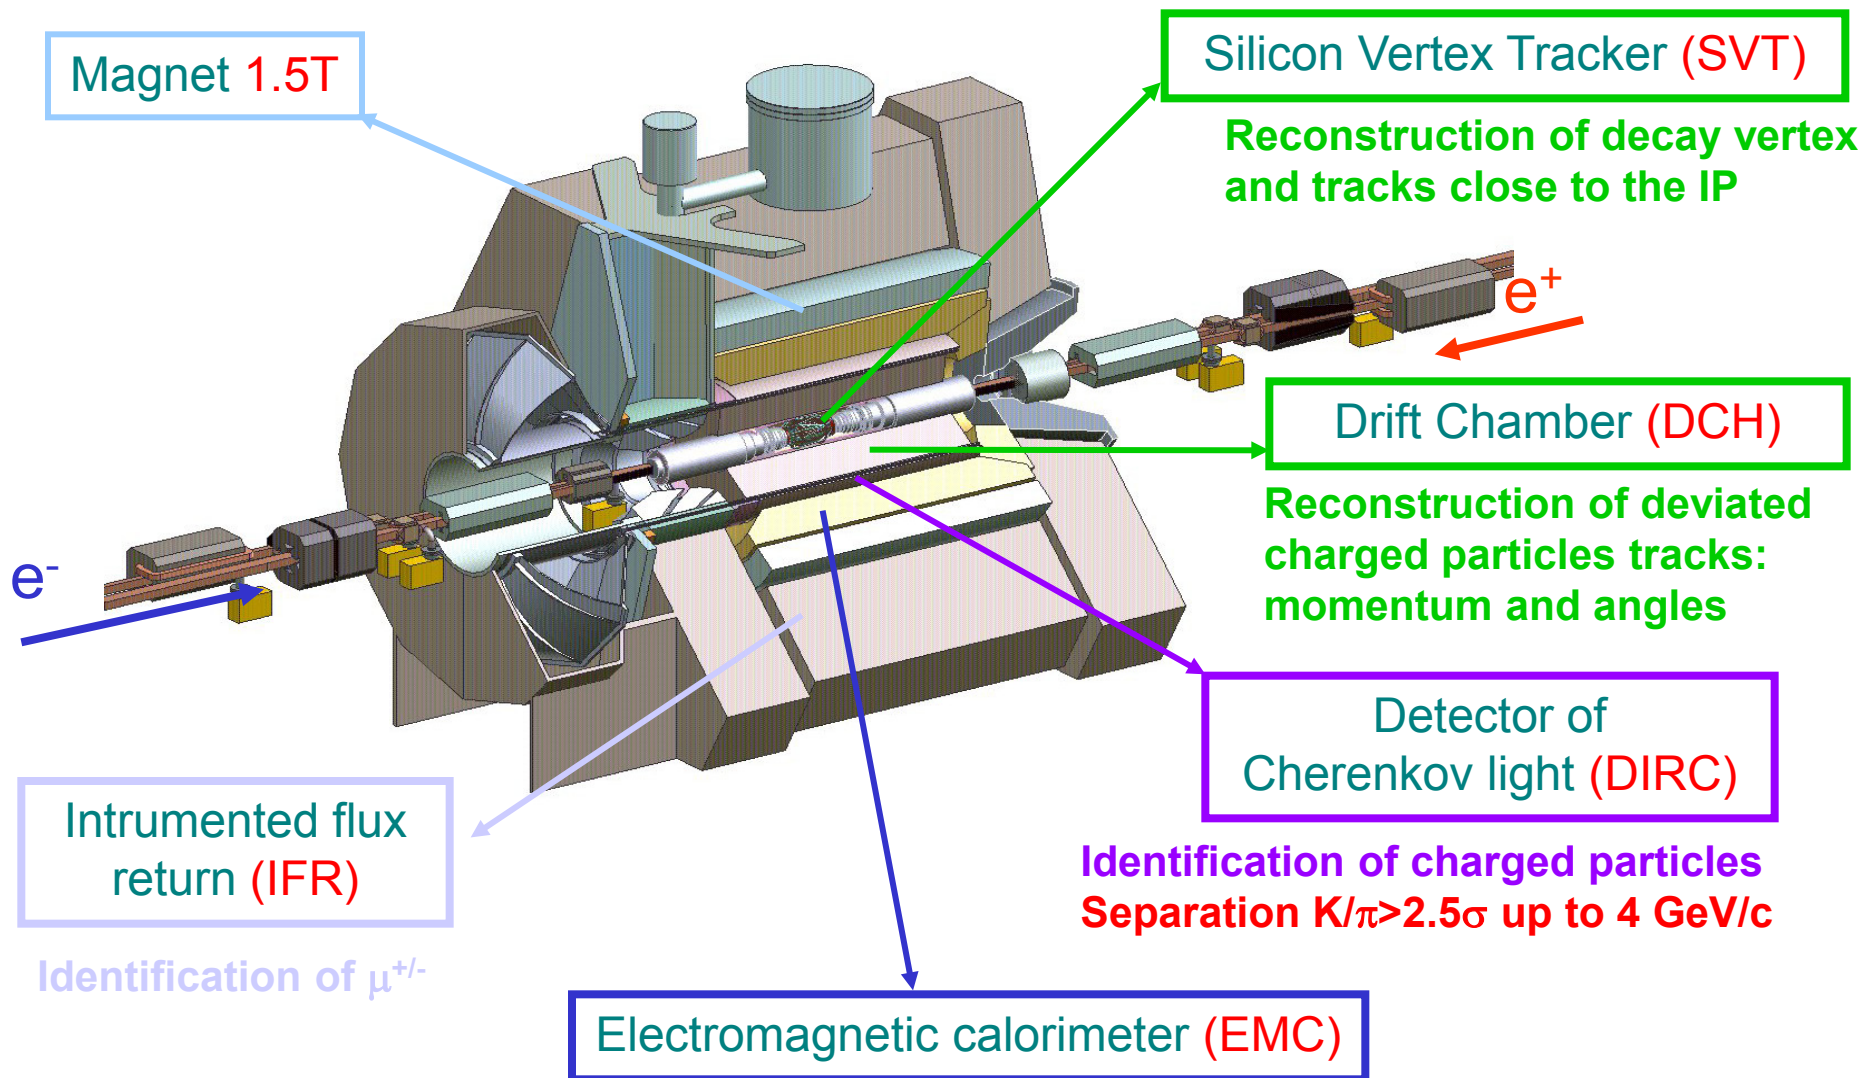 Magnet 1.5T
Silicon Vertex Tracker (SVT)
Reconstruction of decay vertex
and tracks close to the IP
e+
Drift Chamber (DCH)
Reconstruction of deviated
charged particles tracks:
momentum and angles
e-
Detector of
Cherenkov light (DIRC)
Identification of charged particles
Separation K/π>2.5σ up to 4 GeV/c
Intrumented flux
return (IFR)
Identification of μ+/-
Electromagnetic calorimeter (EMC)